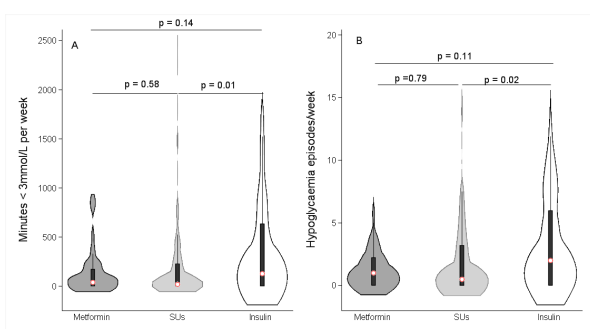 p = 0.14
A
p = 0.58
p = 0.01
Minutes < 3mmol/L per week
2500
2000
1500
1000
500
0
Metformin
SUs
Insulin
B
p = 0.11
p =0.79
p = 0.02
Hypoglycaemia episodes/week
20
15
10
5
0
Metformin
SUs
Insulin